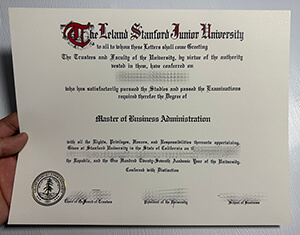 The Leland Stanford Junior University
to all to whom these Letters shall come Greeting
The Trustees and Faculty of the University, by virtue of the authority
vested in them, have conferred on
who has satisfactorily pursued the Studies and passed the Examinations
required therefor the Degree of
Master of Business Administration
with all the Rights, Privileges, Honors, and Responsibilities thereunto appertaining.
Given at Stanford University in the State of California on
the Republic, and the One Hundred Twenty-Seventh Academic Year of the University.
Conferred with Distinction
President of the University